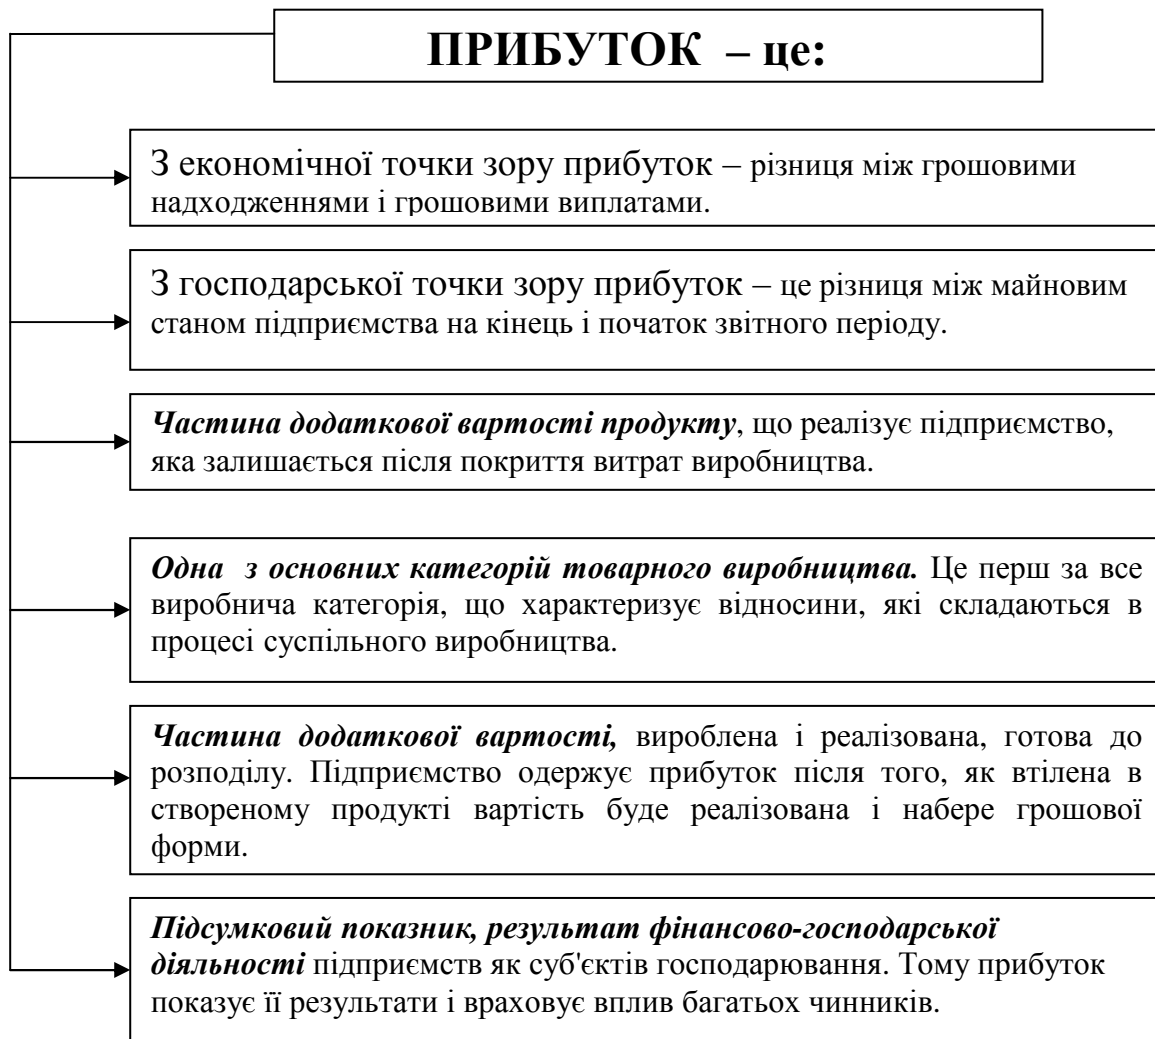 ПРИБУТОК – це:
З економічної точки зору прибуток – різниця між грошовими
надходженнями і грошовими виплатами.
З господарської точки зору прибуток – це різниця між майновим
станом підприємства на кінець і початок звітного періоду.
Частина додаткової вартості продукту, що реалізує підприємство,
яка залишається після покриття витрат виробництва.
Одна з основних категорій товарного виробництва. Це перш за все
виробнича категорія, що характеризує відносини, які складаються в
процесі суспільного виробництва.
Частина додаткової вартості, вироблена і реалізована, готова до
розподілу. Підприємство одержує прибуток після того, як втілена в
створеному продукті вартість буде реалізована і набере грошової
форми.
Підсумковий показник, результат фінансово-господарської
діяльності підприємств як суб'єктів господарювання. Тому прибуток
показує її результати і враховує вплив багатьох чинників.